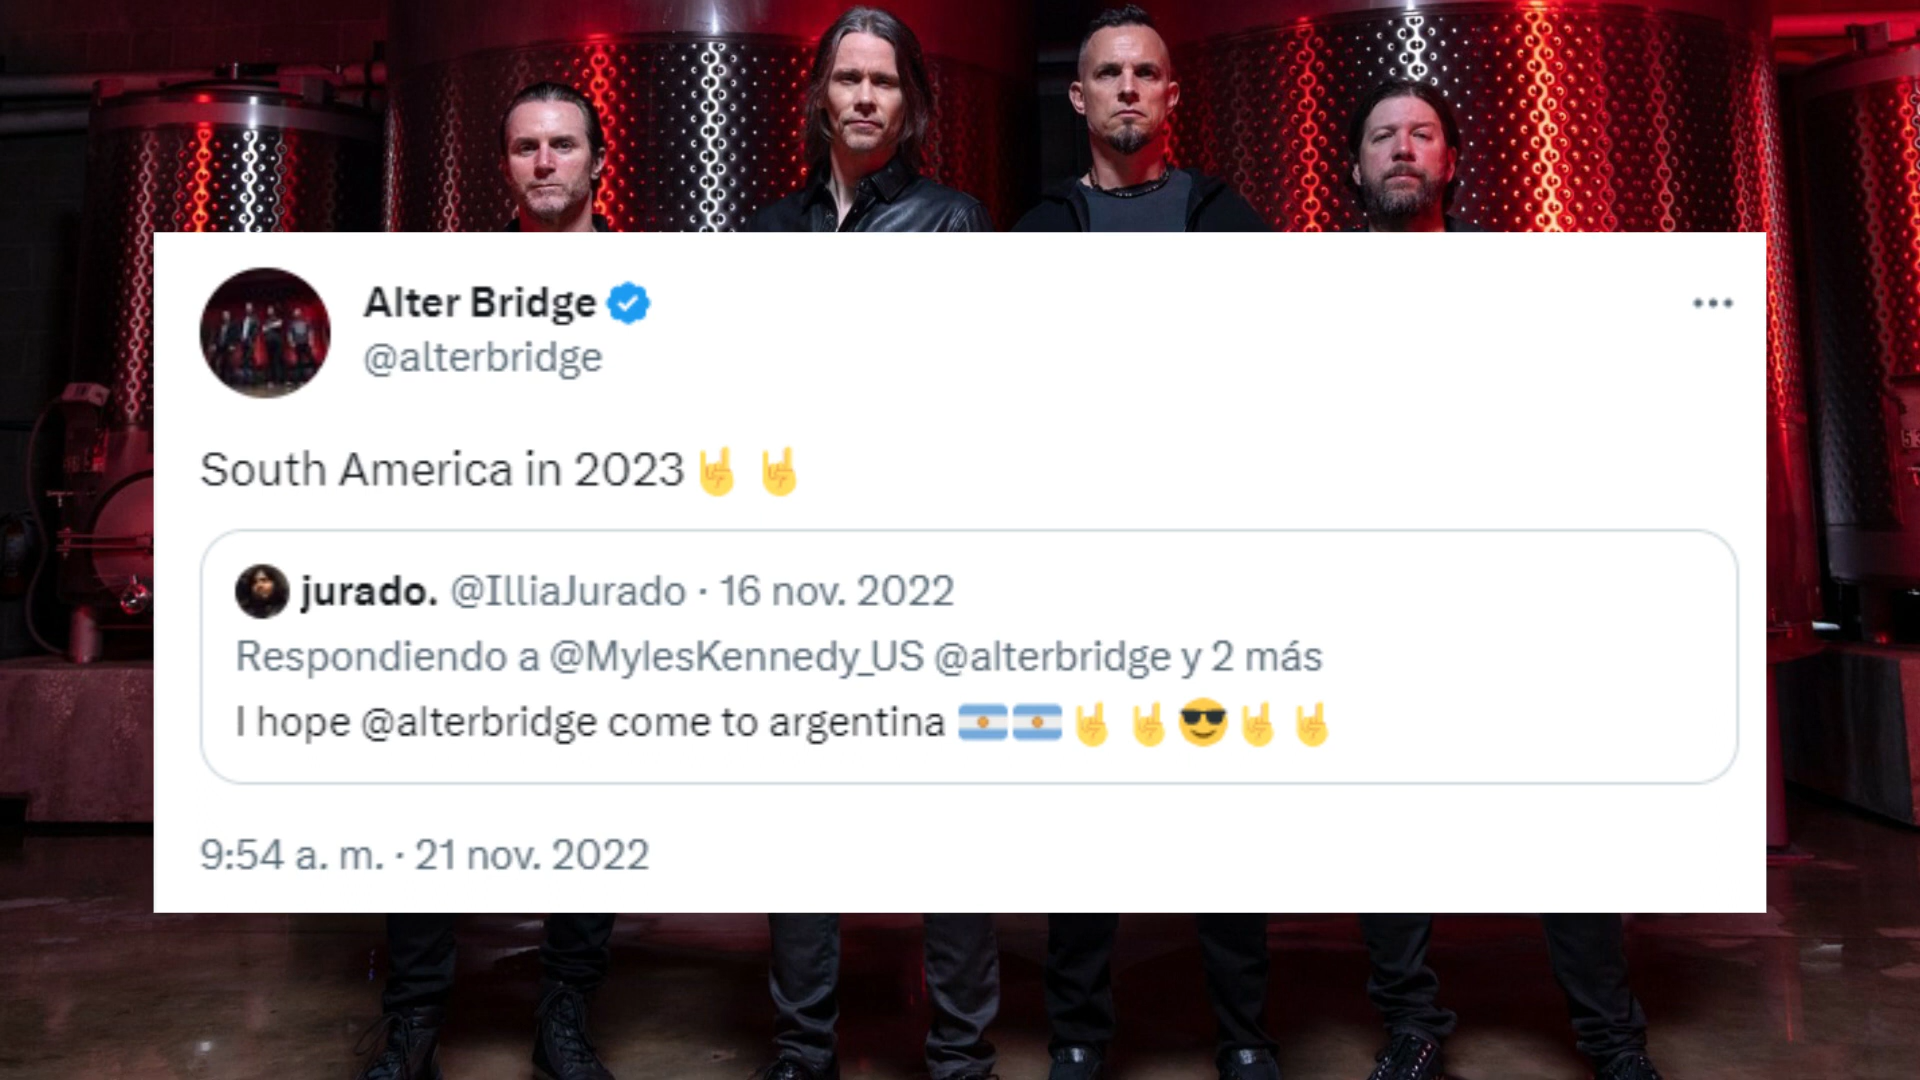 Alter Bridge
@alterbridge
South America in 2023🤘 🤘
jurado. @IlliaJurado · 16 nov. 2022
Respondiendo a @MylesKennedy_US @alterbridge y 2 más
I hope @alterbridge come to argentina 🇦🇷🇦🇷🤘 🤘 😎🤘 🤘
9:54 a. m. · 21 nov. 2022